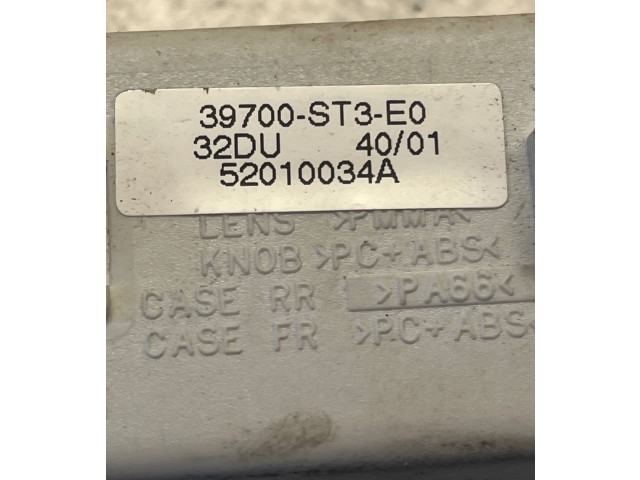 39700-ST3-E0
32DU 40/01
52010034A
LENS >PMMA<
KNOB >PC+ABS<
CASE RR >PA66<
CASE FR >PC+ABS<